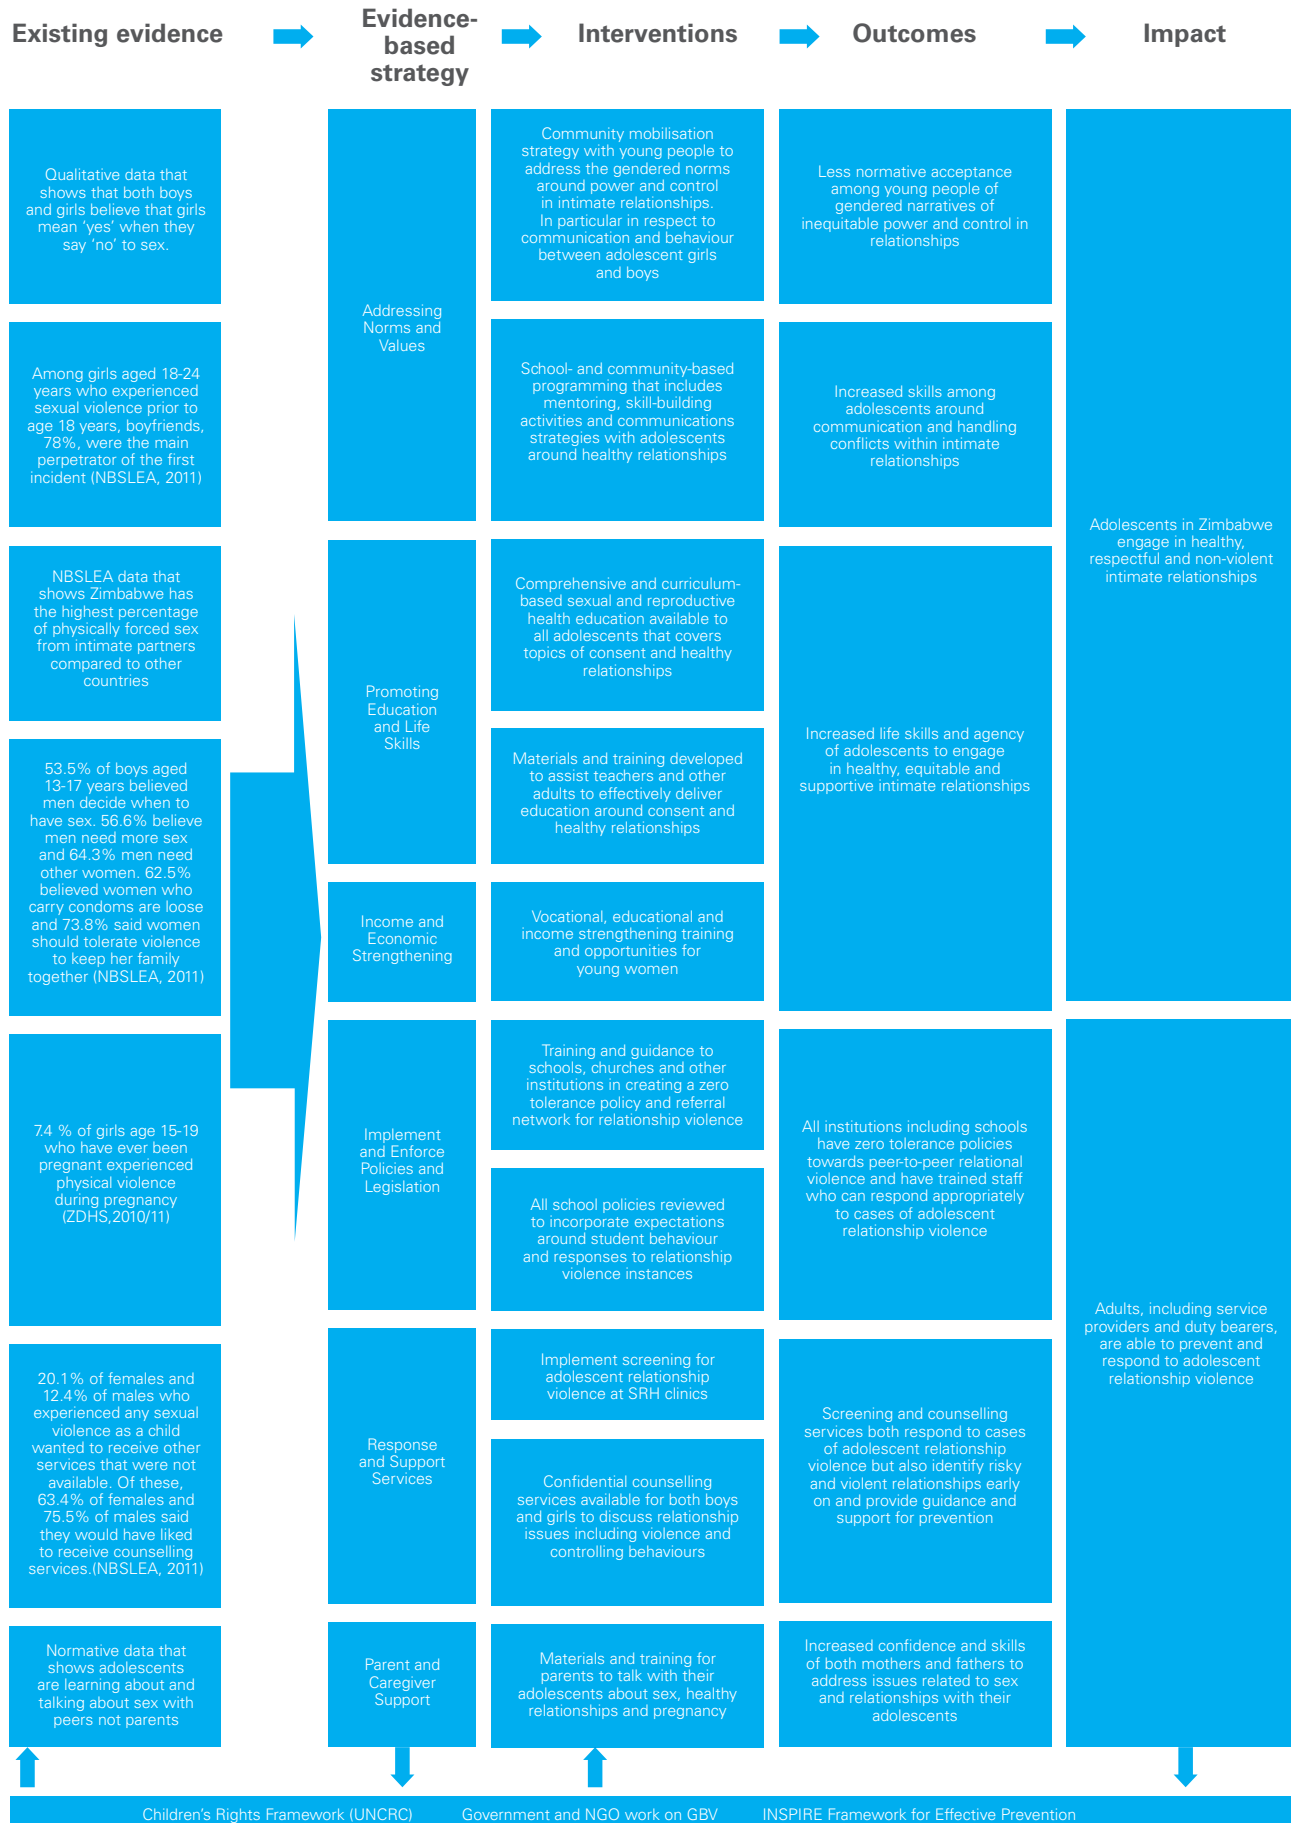 Existing evidence
Evidence-
based
strategy
Interventions
Outcomes
Impact
Qualitative data that
shows that both boys
and girls believe that girls
mean ‘yes’ when they
say ‘no’ to sex.
Among girls aged 18-24
years who experienced
sexual violence prior to
age 18 years, boyfriends,
78%, were the main
perpetrator of the first
incident (NBSLEA, 2011)
NBSLEA data that
shows Zimbabwe has
the highest percentage
of physically forced sex
from intimate partners
compared to other
countries
53.5% of boys aged
13-17 years believed
men decide when to
have sex. 56.6% believe
men need more sex
and 64.3% men need
other women. 62.5%
believed women who
carry condoms are loose
and 73.8% said women
should tolerate violence
to keep her family
together (NBSLEA, 2011)
7.4 % of girls age 15-19
who have ever been
pregnant experienced
physical violence
during pregnancy
(ZDHS,2010/11)
20.1% of females and
12.4% of males who
experienced any sexual
violence as a child
wanted to receive other
services that were not
available. Of these,
63.4% of females and
75.5% of males said
they would have liked
to receive counselling
services.(NBSLEA, 2011)
Normative data that
shows adolescents
are learning about and
talking about sex with
peers not parents
Addressing
Norms and
Values
Promoting
Education
and Life
Skills
Income and
Economic
Strengthening
Implement
and Enforce
Policies and
Legislation
Response
and Support
Services
Parent and
Caregiver
Support
Community mobilisation
strategy with young people to
address the gendered norms
around power and control
in intimate relationships.
In particular in respect to
communication and behaviour
between adolescent girls
and boys
School- and community-based
programming that includes
mentoring, skill-building
activities and communications
strategies with adolescents
around healthy relationships
Comprehensive and curriculum-
based sexual and reproductive
health education available to
all adolescents that covers
topics of consent and healthy
relationships
Materials and training developed
to assist teachers and other
adults to effectively deliver
education around consent and
healthy relationships
Vocational, educational and
income strengthening training
and opportunities for
young women
Training and guidance to
schools, churches and other
institutions in creating a zero
tolerance policy and referral
network for relationship violence
All school policies reviewed
to incorporate expectations
around student behaviour
and responses to relationship
violence instances
Implement screening for
adolescent relationship
violence at SRH clinics
Confidential counselling
services available for both boys
and girls to discuss relationship
issues including violence and
controlling behaviours
Materials and training for
parents to talk with their
adolescents about sex, healthy
relationships and pregnancy
Less normative acceptance
among young people of
gendered narratives of
inequitable power and control in
relationships
Increased skills among
adolescents around
communication and handling
conflicts within intimate
relationships
Increased life skills and agency
of adolescents to engage
in healthy, equitable and
supportive intimate relationships
All institutions including schools
have zero tolerance policies
towards peer-to-peer relational
violence and have trained staff
who can respond appropriately
to cases of adolescent
relationship violence
Screening and counselling
services both respond to cases
of adolescent relationship
violence but also identify risky
and violent relationships early
on and provide guidance and
support for prevention
Increased confidence and skills
of both mothers and fathers to
address issues related to sex
and relationships with their
adolescents
Adolescents in Zimbabwe
engage in healthy,
respectful and non-violent
intimate relationships
Adults, including service
providers and duty bearers,
are able to prevent and
respond to adolescent
relationship violence
Children’s Rights Framework (UNCRC) Government and NGO work on GBV INSPIRE Framework for Effective Prevention